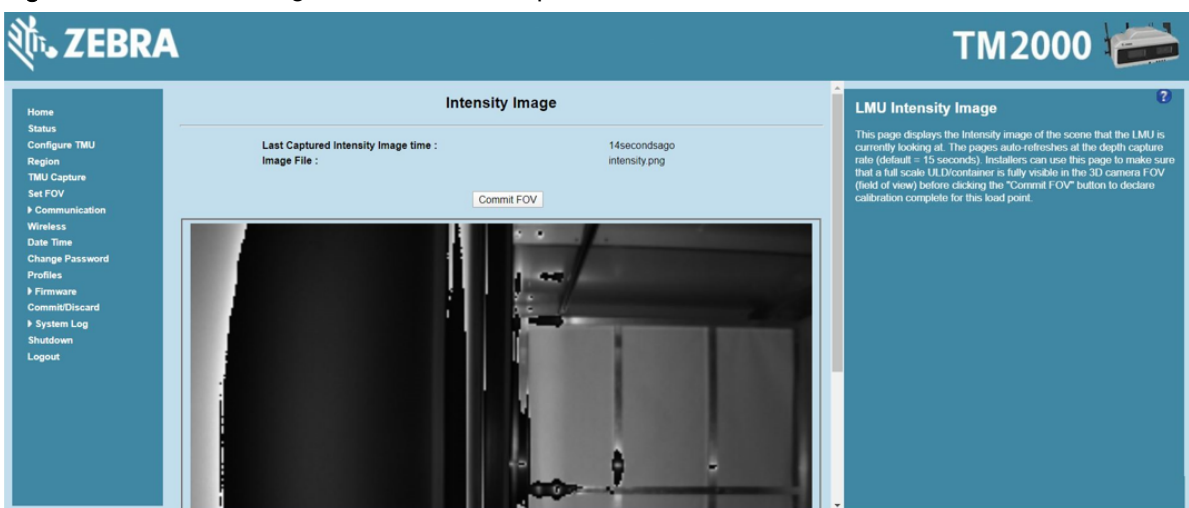 ZEBRA
TM2000
Home
Status
Configure TMU
Region
TMU Capture
Set FOV
Communication
Wireless
Date Time
Change Password
Profiles
Firmware
Commit/Discard
System Log
Shutdown
Logout
Intensity Image
Last Captured Intensity Image time : 14secondsago
Image File : intensity.png
Commit FOV
?
LMU Intensity Image
This page displays the Intensity image of the scene that the LMU is
currently looking at. The pages auto-refreshes at the depth capture
rate (default = 15 seconds). Installers can use this page to make sure
that a full scale ULD/container is fully visible in the 3D camera FOV
(field of view) before clicking the "Commit FOV" button to declare
calibration complete for this load point.